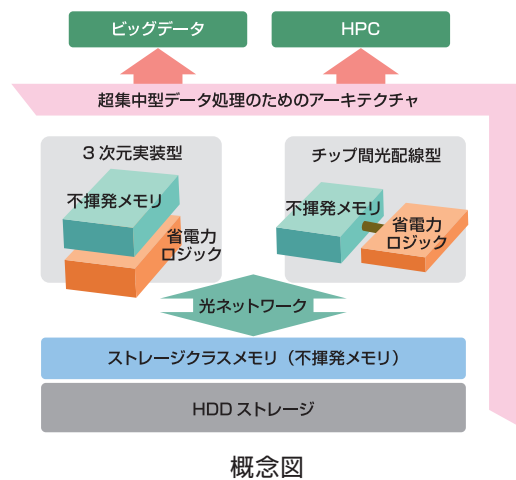 ビッグデータ
HPC
超集中型データ処理のためのアーキテクチャ
3次元実装型
不揮発メモリ
省電力
ロジック
チップ間光配線型
不揮発メモリ
省電力
ロジック
光ネットワーク
ストレージクラスメモリ（不揮発メモリ）
HDDストレージ
概念図